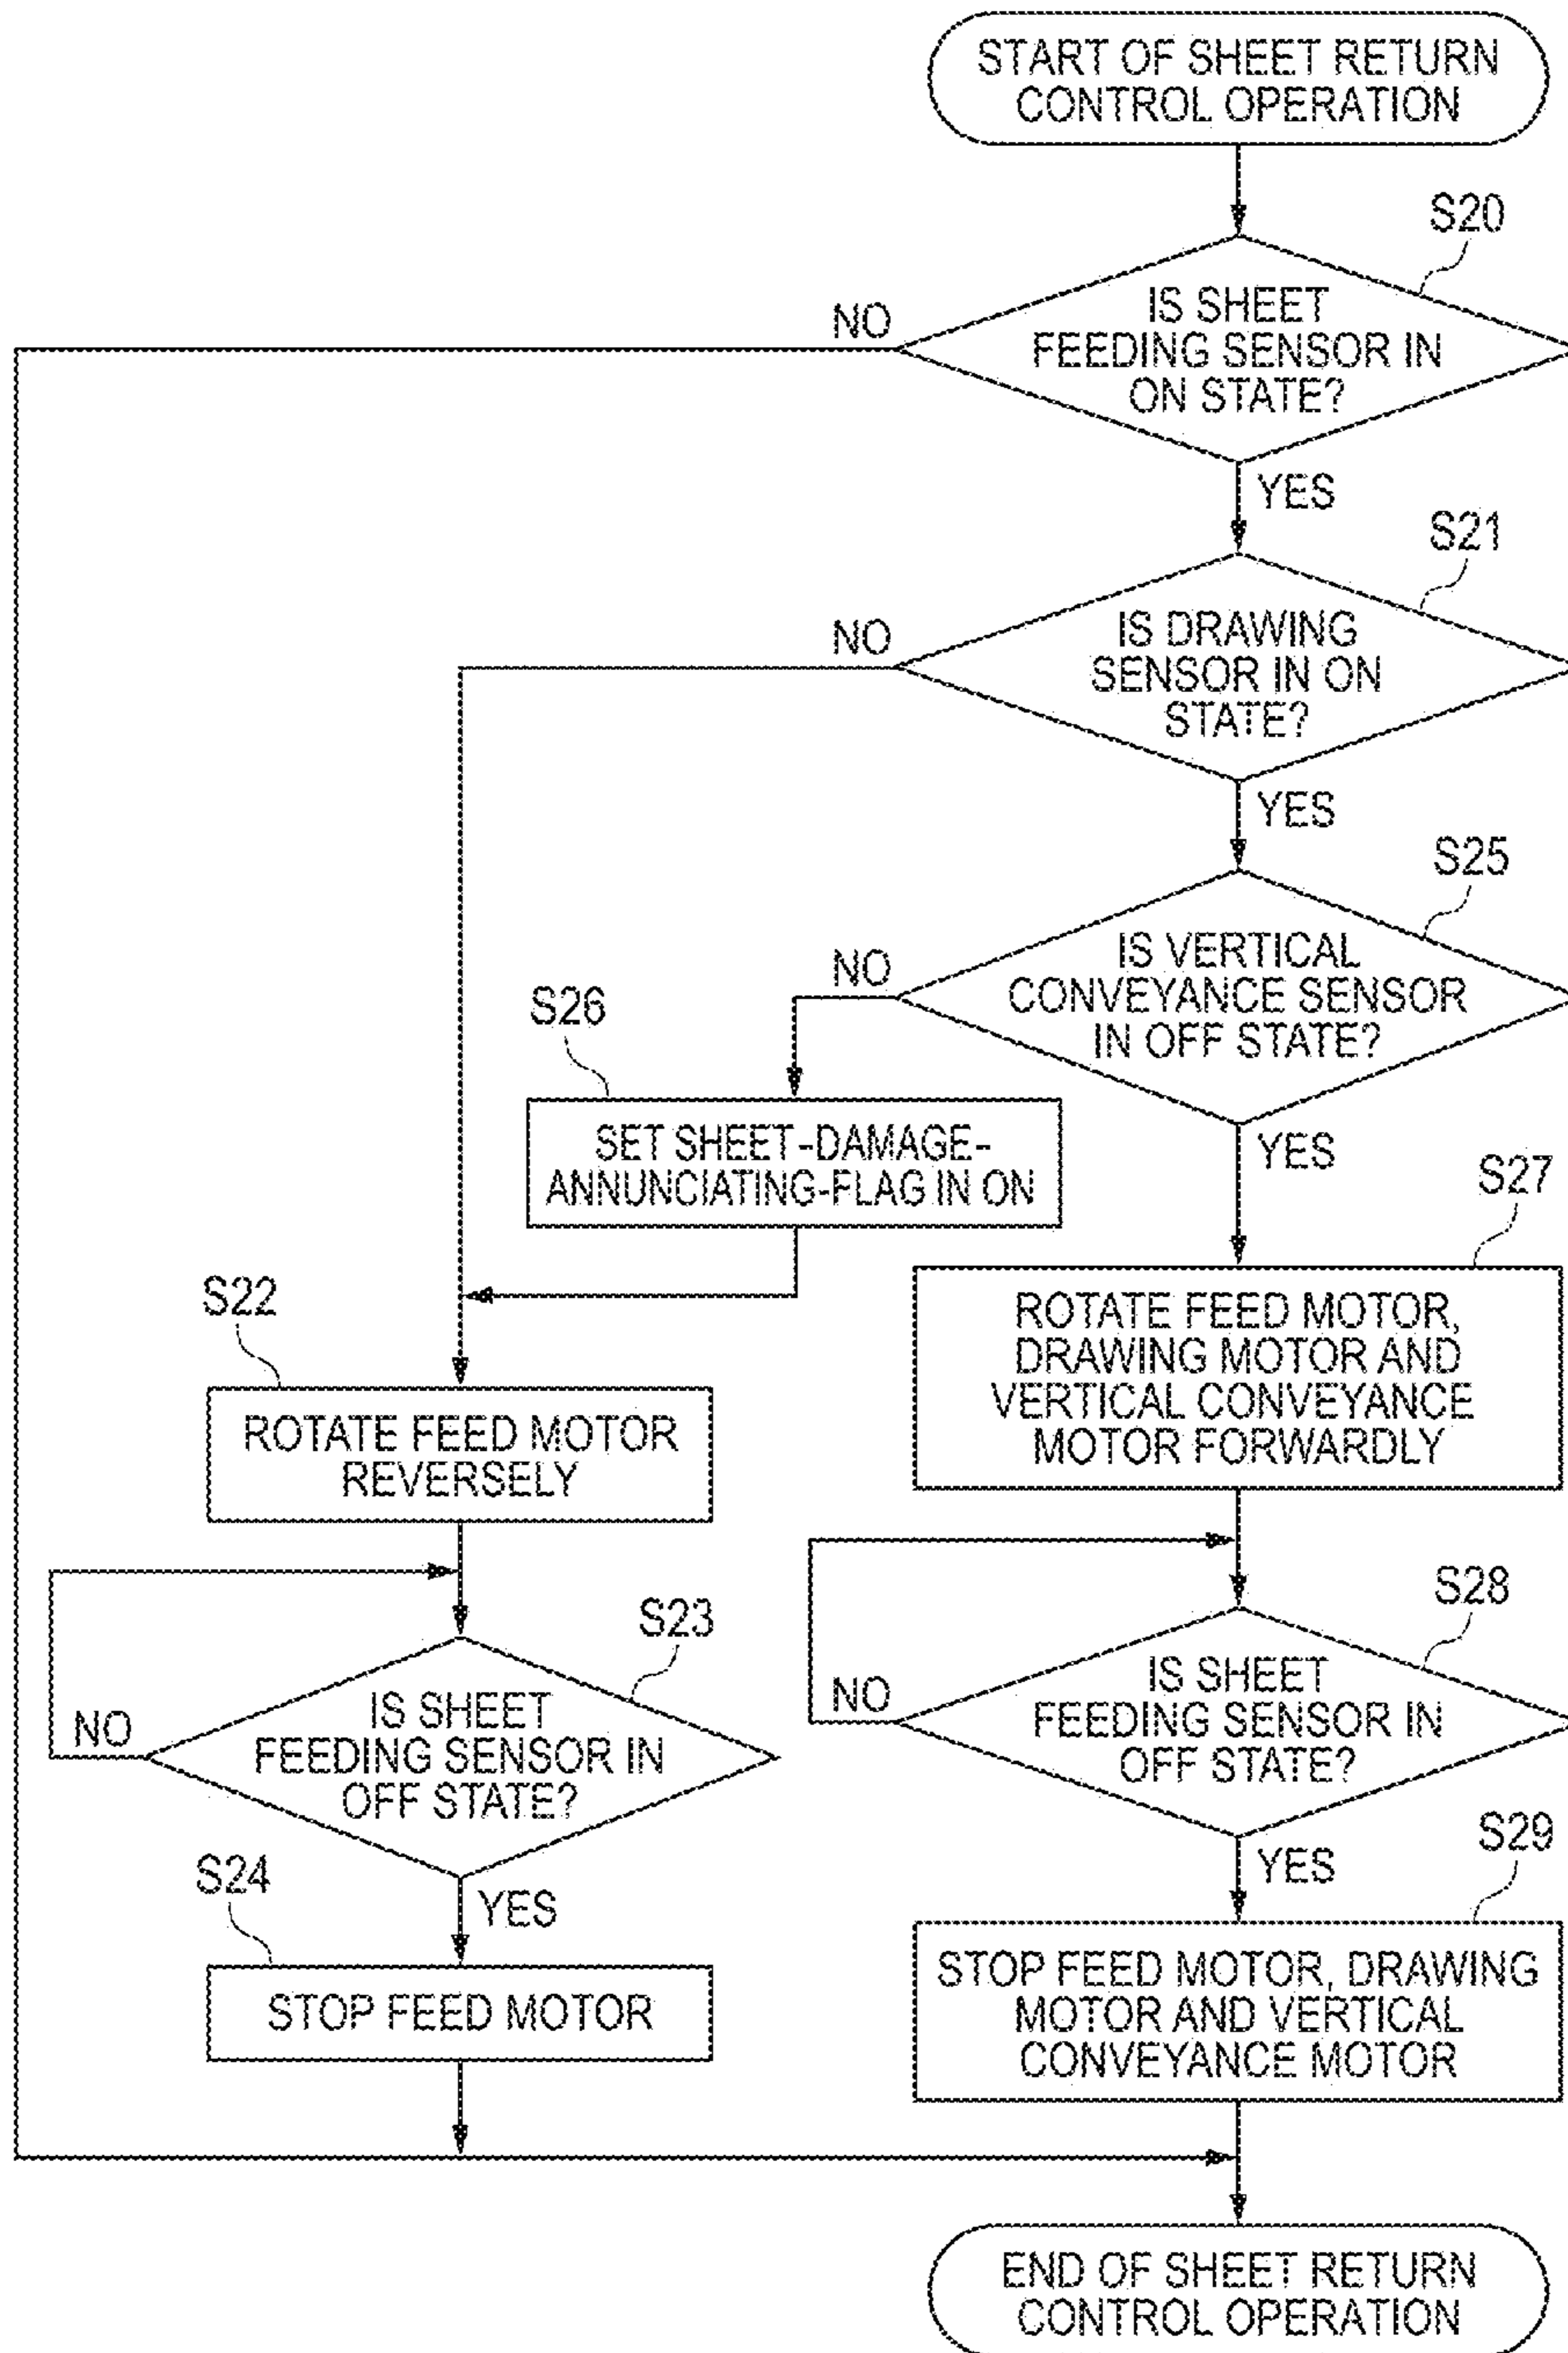 START OF SHEET RETURN
CONTROL OPERATION
S20
IS SHEET
FEEDING SENSOR IN
ON STATE?
NO
YES
S21
IS DRAWING
SENSOR IN ON
STATE?
NO
YES
S25
IS VERTICAL
CONVEYANCE SENSOR
IN OFF STATE?
NO
YES
S26
SET SHEET-DAMAGE-
ANNUNCIATING-FLAG IN ON
S27
ROTATE FEED MOTOR,
DRAWING MOTOR AND
VERTICAL CONVEYANCE
MOTOR FORWARDLY
S22
ROTATE FEED MOTOR
REVERSELY
S23
IS SHEET
FEEDING SENSOR IN
OFF STATE?
NO
YES
S28
IS SHEET
FEEDING SENSOR IN
OFF STATE?
NO
YES
S24
STOP FEED MOTOR
S29
STOP FEED MOTOR, DRAWING
MOTOR AND VERTICAL
CONVEYANCE MOTOR
END OF SHEET RETURN
CONTROL OPERATION